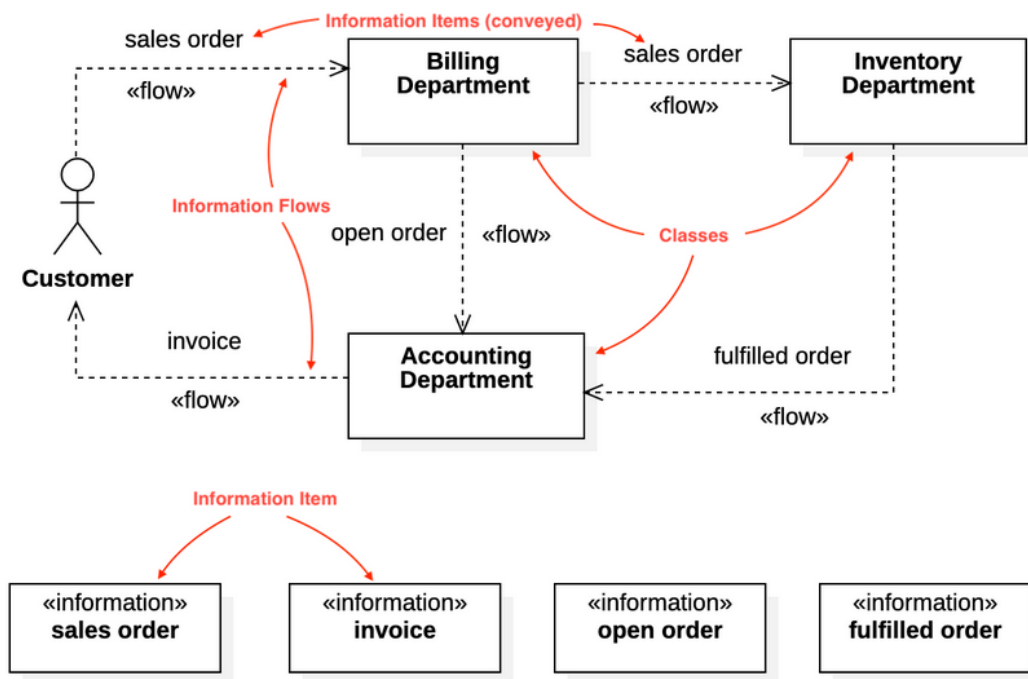 Information Items (conveyed)
sales order
Billing
Department
sales order
Inventory
Department
«flow»
«flow»
Information Flows
open order
«flow»
Classes
Customer
invoice
Accounting
Department
fulfilled order
«flow»
«flow»
Information Item
«information»
sales order
«information»
invoice
«information»
open order
«information»
fulfilled order